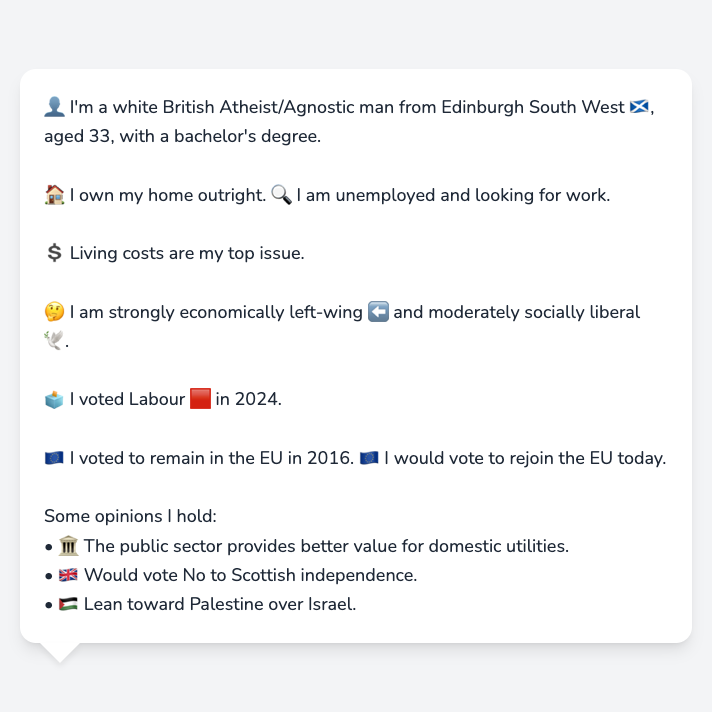 👤 I'm a white British Atheist/Agnostic man from Edinburgh South West 🏴󠁧󠁢󠁳󠁣󠁴󠁿,
aged 33, with a bachelor's degree.
🏠 I own my home outright. 🔍 I am unemployed and looking for work.
💲 Living costs are my top issue.
🤔 I am strongly economically left-wing ⬅️ and moderately socially liberal
🕊️.
🗳️ I voted Labour 🟥 in 2024.
🇪🇺 I voted to remain in the EU in 2016. 🇪🇺 I would vote to rejoin the EU today.
Some opinions I hold:
• 🏛️ The public sector provides better value for domestic utilities.
• 🇬🇧 Would vote No to Scottish independence.
• 🇵🇸 Lean toward Palestine over Israel.